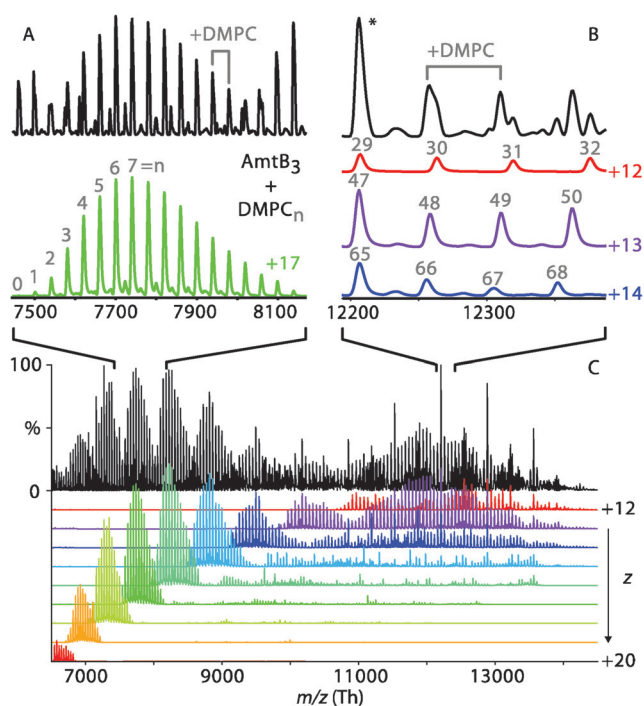 A
+DMPC
B
*
+DMPC
29 30 31 32
+12
47 48 49 50
+13
65 66 67 68
+14
AmtB3
+
DMPCn
0 1 2 3 4 5 6 7=n
+17
7500 7700 7900 8100
12200 12300
C
100
%
0
+12
z
+20
7000 9000 11000 13000
m/z (Th)